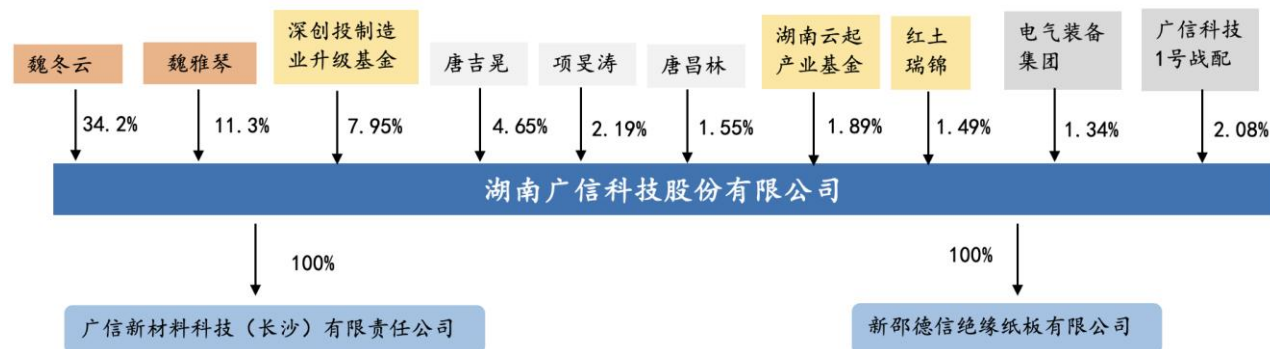 魏冬云
魏雅琴
深创投制造
业升级基金
唐吉晃
项旻涛
唐昌林
湖南云起
产业基金
红土
瑞锦
电气装备
集团
广信科技
1号战配
34.2%
11.3%
7.95%
4.65%
2.19%
1.55%
1.89%
1.49%
1.34%
2.08%
湖南广信科技股份有限公司
100%
100%
广信新材料科技（长沙）有限责任公司
新邵德信绝缘纸板有限公司